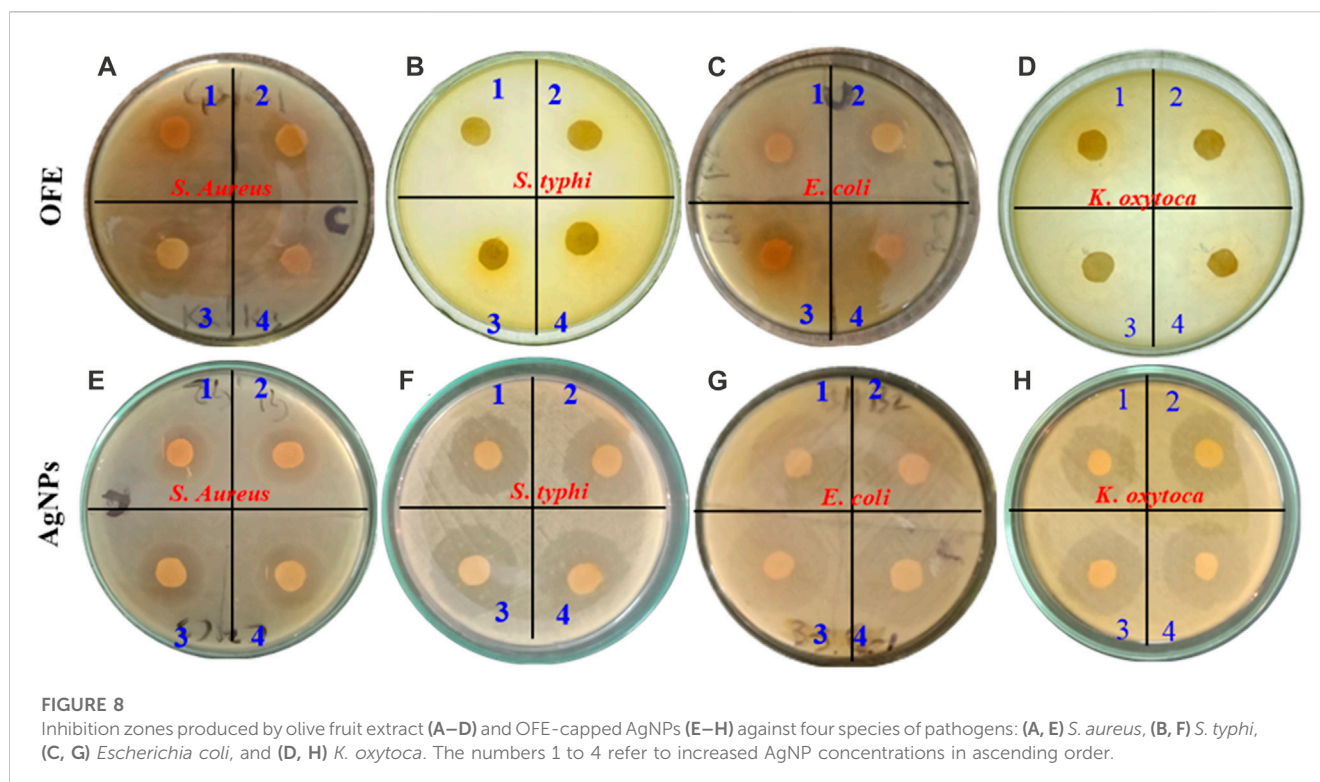 A
B
C
D
OFE
1 2
S. Aureus
C
3 4
1 2
S. typhi
3 4
1 2
E. coli
3 4
1 2
K. oxytoca
3 4
E
F
G
H
AgNPs
1 2
S. Aureus
3 4
1 2
S. typhi
3 4
1 2
E. coli
3 4
1 2
K. oxytoca
3 4
FIGURE 8
Inhibition zones produced by olive fruit extract (A–D) and OFE-capped AgNPs (E–H) against four species of pathogens: (A, E) S. aureus, (B, F) S. typhi,
(C, G) Escherichia coli, and (D, H) K. oxytoca. The numbers 1 to 4 refer to increased AgNP concentrations in ascending order.